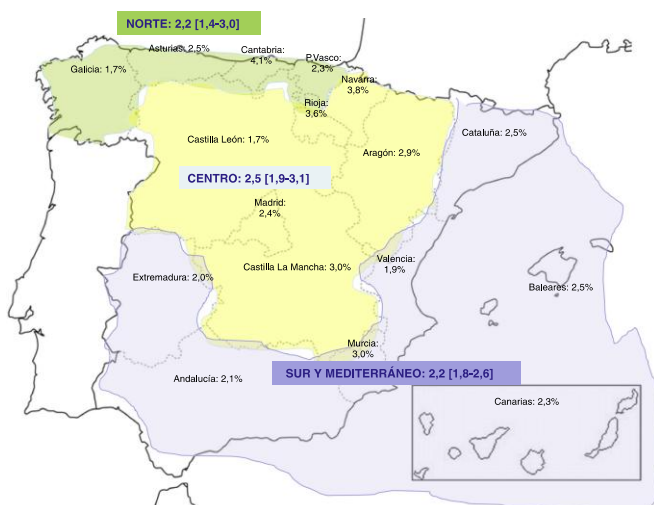 NORTE: 2,2 [1,4-3,0]
Asturias: 2,5%
Cantabria:
4,1%
P.Vasco:
2,3%
Galicia: 1,7%
Navarra:
3,8%
Rioja:
3,6%
Castilla León: 1,7%
Aragón: 2,9%
Cataluña: 2,5%
CENTRO: 2,5 [1,9-3,1]
Madrid:
2,4%
Valencia:
1,9%
Castilla La Mancha: 3,0%
Extremadura: 2,0%
Baleares: 2,5%
Murcia:
3,0%
SUR Y MEDITERRÁNEO: 2,2 [1,8-2,6]
Andalucía: 2,1%
Canarias: 2,3%